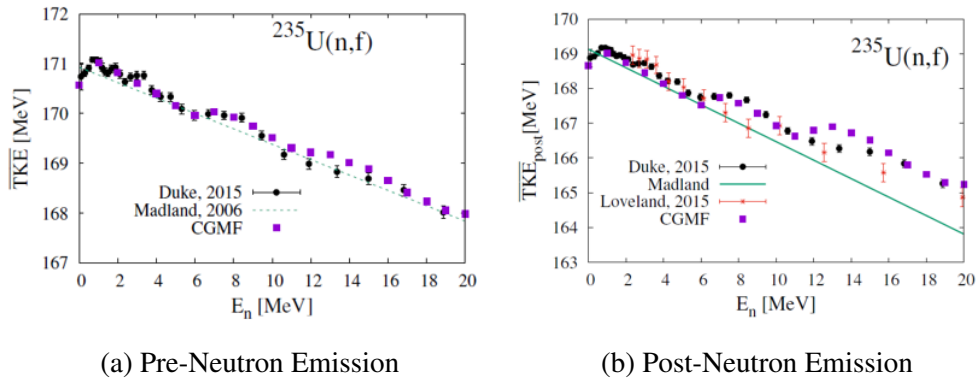 172
171
170
169
168
167
TKE [MeV]
²³⁵U(n,f)
Duke, 2015
Madland, 2006
CGMF
0 2 4 6 8 10 12 14 16 18 20
Eₙ [MeV]
(a) Pre-Neutron Emission
170
169
168
167
166
165
164
163
TKE_post [MeV]
²³⁵U(n,f)
Duke, 2015
Madland
Loveland, 2015
CGMF
0 2 4 6 8 10 12 14 16 18 20
Eₙ [MeV]
(b) Post-Neutron Emission